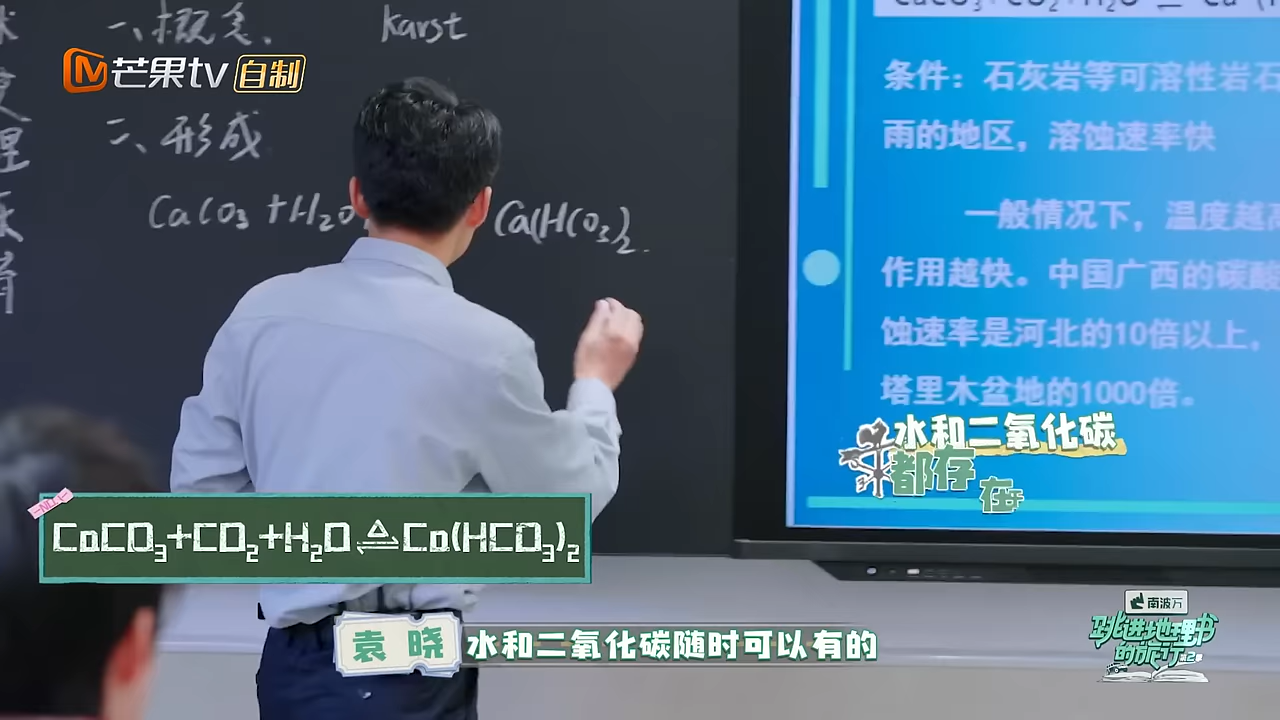 芒果tv 自制
一、概念、 karst
二、形成
CaCO₃+H₂O Ca(HCO₃)₂
条件：石灰岩等可溶性岩石
雨的地区，溶蚀速率快
一般情况下，温度越高
作用越快。中国广西的碳酸
蚀速率是河北的10倍以上，
塔里木盆地的1000倍。
水和二氧化碳
都存在
CaCO₃+CO₂+H₂O⇌Ca(HCO₃)₂
袁 晓 水和二氧化碳随时可以有的
南波万
跳进地理书
的旅行